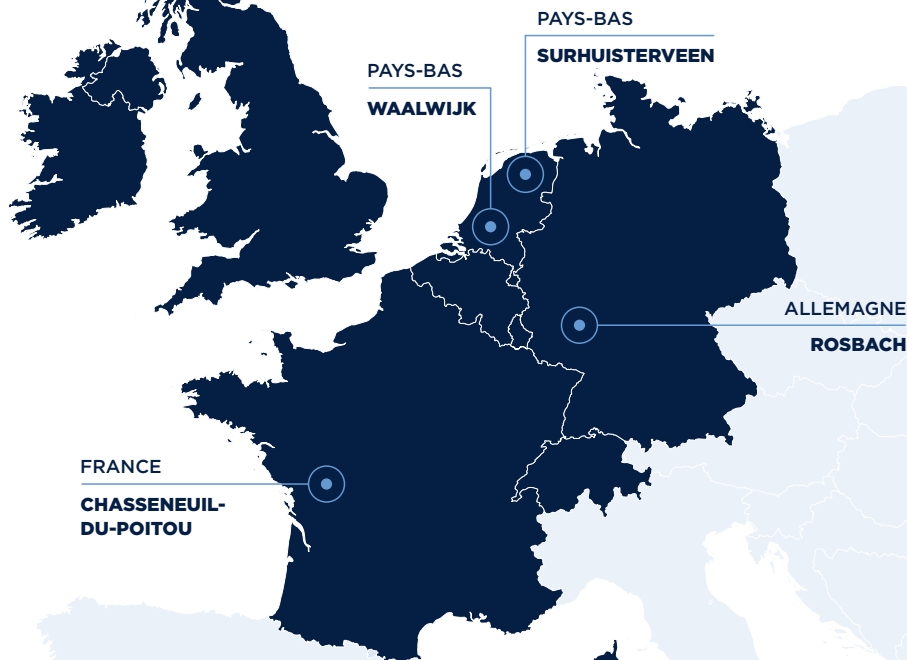 PAYS-BAS
SURHUISTERVEEN
PAYS-BAS
WAALWIJK
ALLEMAGNE
ROSBACH
FRANCE
CHASSENEUIL-
DU-POITOU